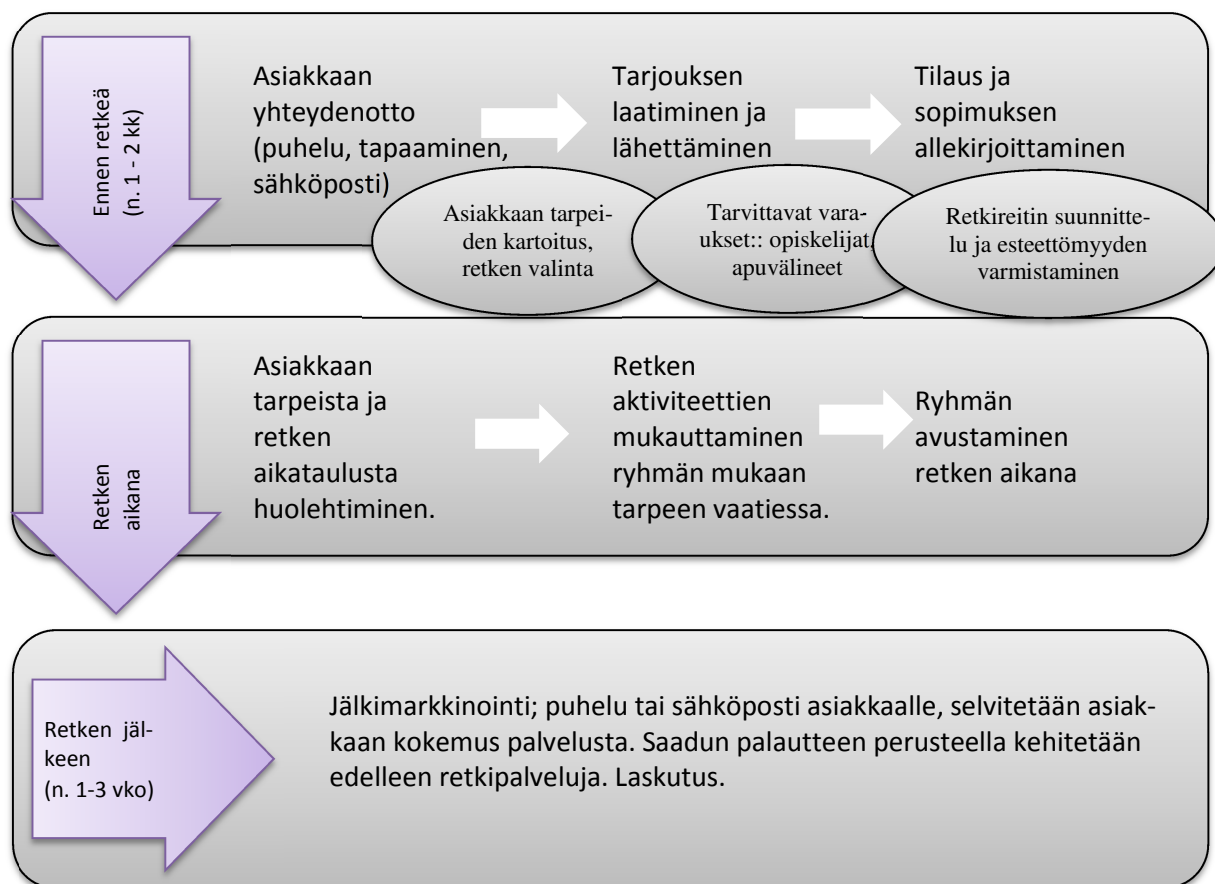 Ennen retkeä
(n. 1 - 2 kk)
Asiakkaan
yhteydenotto
(puhelu, tapaaminen,
sähköposti)
Tarjouksen
laatiminen ja
lähettäminen
Tilaus ja
sopimuksen
allekirjoittaminen
Asiakkaan tarpei-
den kartoitus,
retken valinta
Tarvittavat vara-
ukset:: opiskelijat,
apuvälineet
Retkireitin suunnitte-
lu ja esteettömyyden
varmistaminen
Retken
aikana
Asiakkaan
tarpeista ja
retken
aikataulusta
huolehtiminen.
Retken
aktiviteettien
mukauttaminen
ryhmän mukaan
tarpeen vaatiessa.
Ryhmän
avustaminen
retken aikana
Retken jäl-
keen
(n. 1-3 vko)
Jälkimarkkinointi; puhelu tai sähköposti asiakkaalle, selvitetään asiak-
kaan kokemus palvelusta. Saadun palautteen perusteella kehitetään
edelleen retkipalveluja. Laskutus.